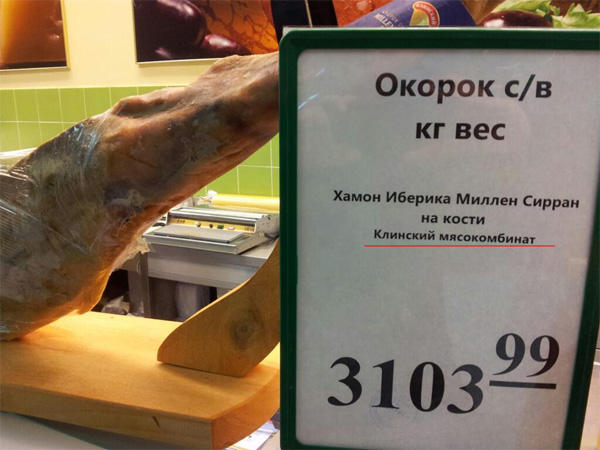 Окорок с/в
кг вес
Хамон Иберика Миллен Сирран
на кости
Клинский мясокомбинат
3103 99